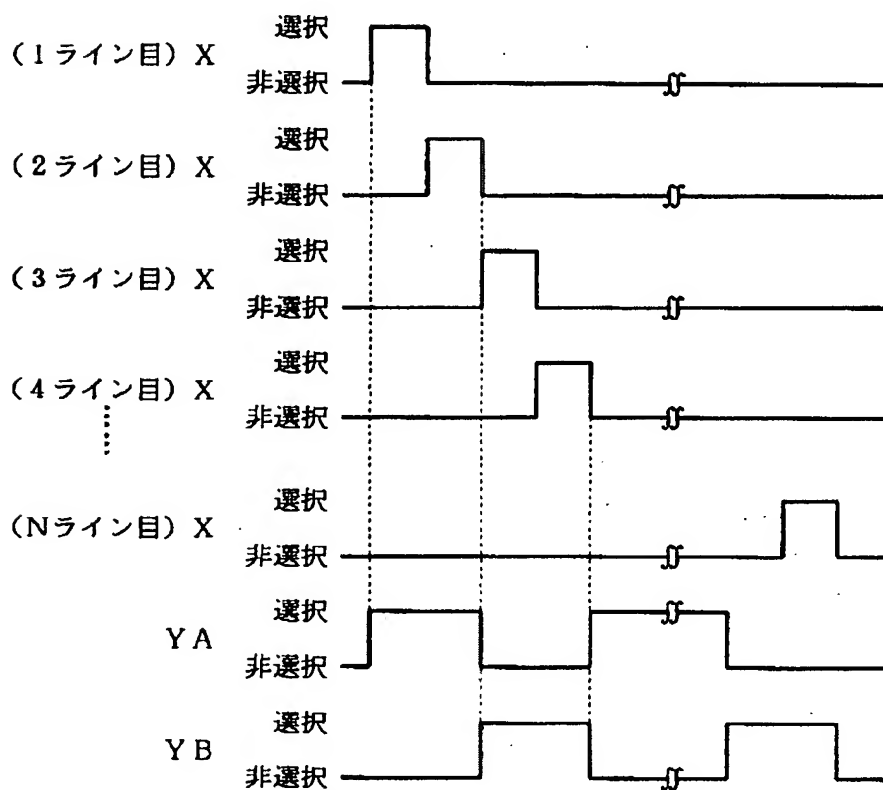 選択
(1ライン目) X
非選択
選択
(2ライン目) X
非選択
選択
(3ライン目) X
非選択
選択
(4ライン目) X
非選択
選択
(Nライン目) X
非選択
選択
YA
非選択
選択
YB
非選択